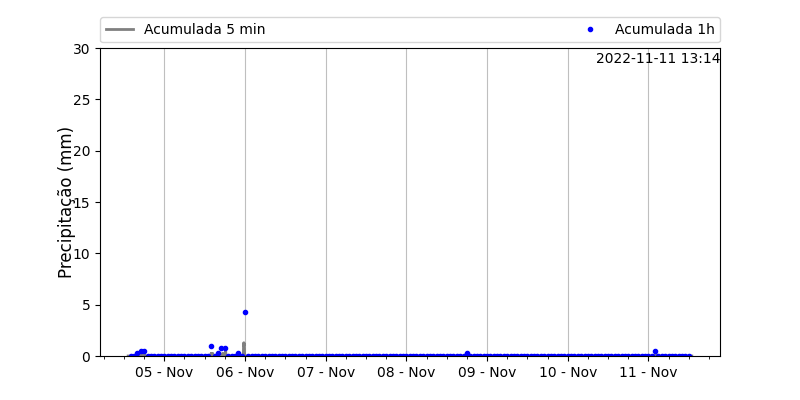 Acumulada 5 min
Acumulada 1h
2022-11-11 13:14
Precipitação (mm)
30
25
20
15
10
5
0
05 - Nov
06 - Nov
07 - Nov
08 - Nov
09 - Nov
10 - Nov
11 - Nov